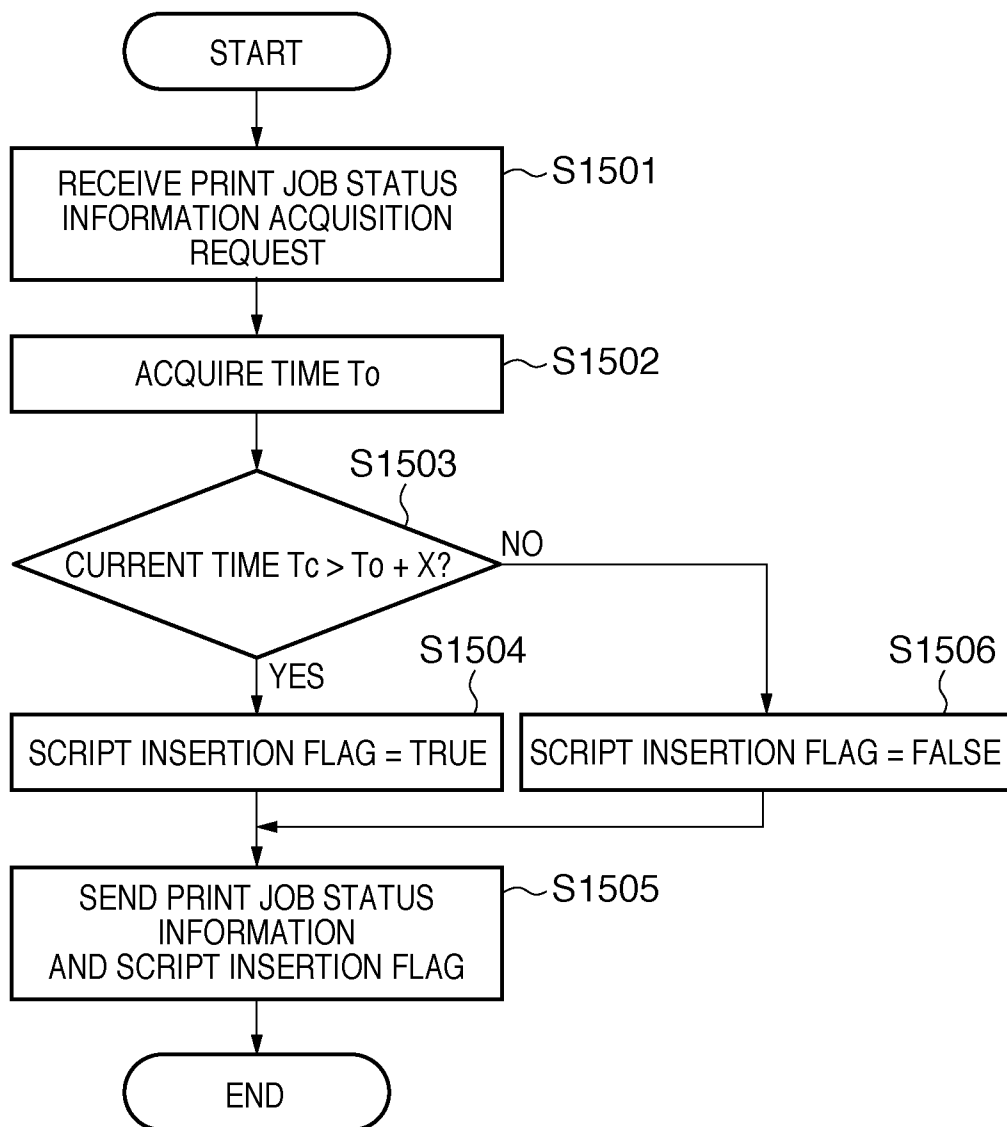 START
RECEIVE PRINT JOB STATUS
INFORMATION ACQUISITION
REQUEST
S1501
ACQUIRE TIME To
S1502
S1503
CURRENT TIME Tc > To + X?
NO
YES
S1504
S1506
SCRIPT INSERTION FLAG = TRUE
SCRIPT INSERTION FLAG = FALSE
SEND PRINT JOB STATUS
INFORMATION
AND SCRIPT INSERTION FLAG
S1505
END